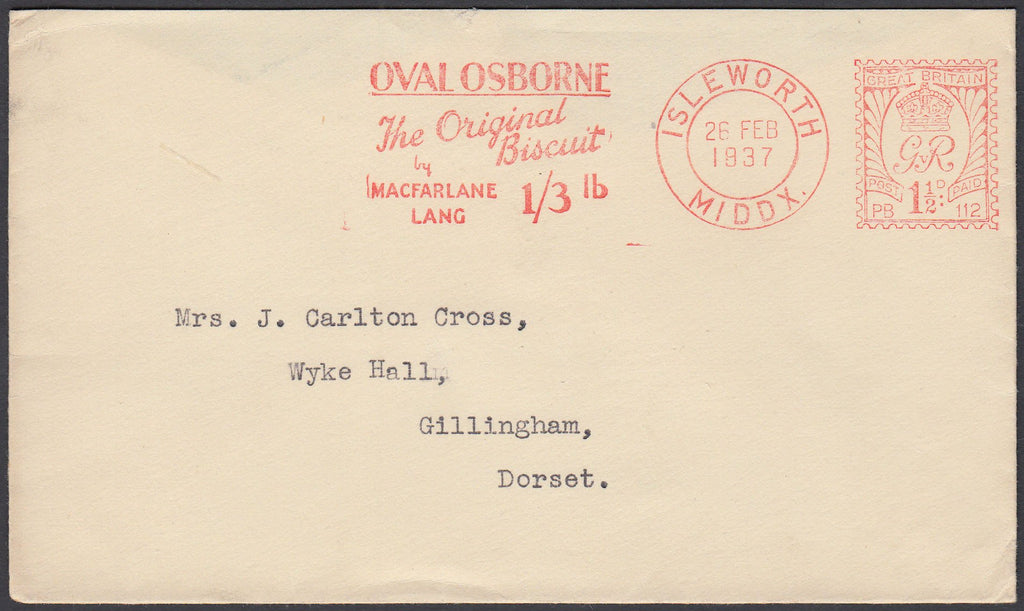 OVAL OSBORNE
The Original
Biscuit
by
MACFARLANE
LANG
1/3 lb
ISLEWORTH
26 FEB
1937
MIDDX.
GREAT BRITAIN
GvR
POST PAID
1½D:
PB 112
Mrs. J. Carlton Cross,
Wyke Hall,
Gillingham,
Dorset.